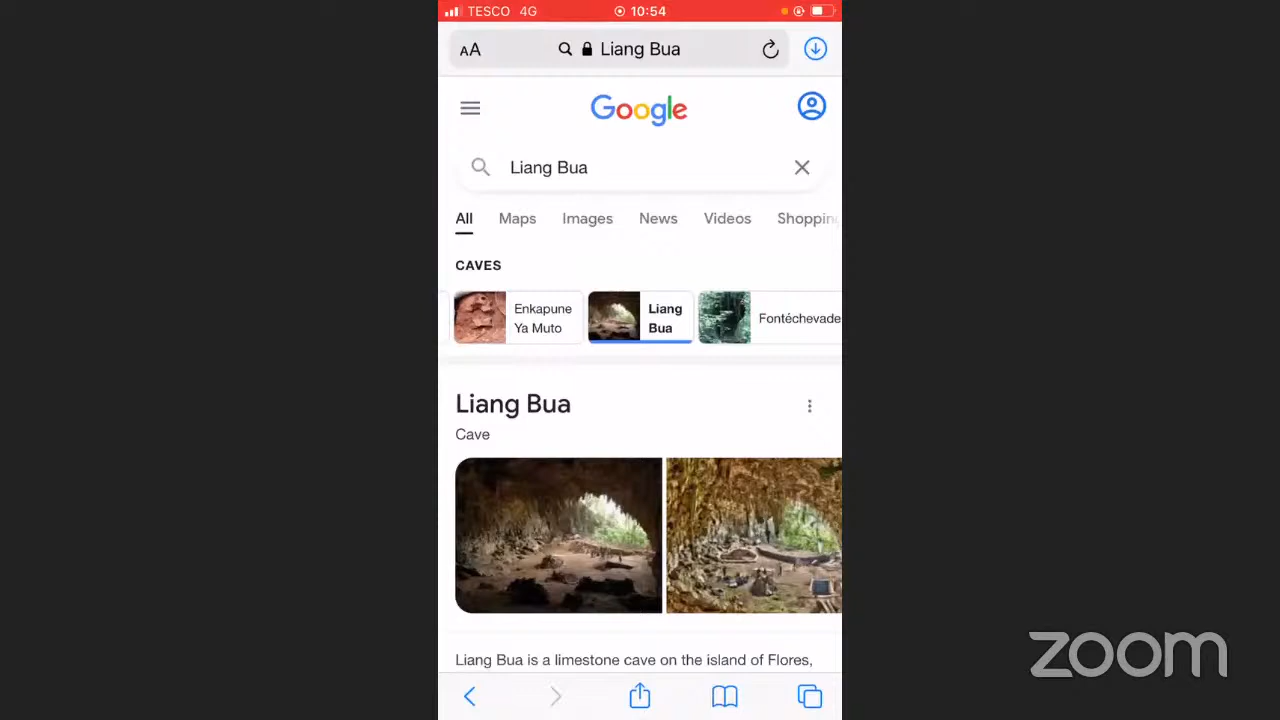 TESCO 4G 10:54
AA Liang Bua
Google
Liang Bua
All Maps Images News Videos Shopping
CAVES
Enkapune
Ya Muto
Liang
Bua
Fontéchevade
Liang Bua
Cave
Liang Bua is a limestone cave on the island of Flores,
zoom